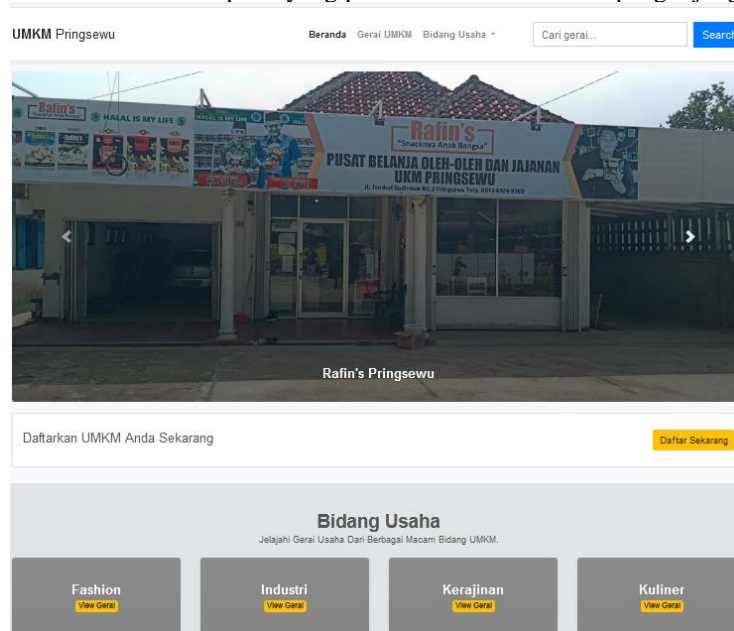 UMKM Pringsewu
Beranda Gerai UMKM Bidang Usaha
Cari gerai...
Search
Rafin's
HALAL IS MY LIFE
Rafin's
"Snacknya Anak Bangsa"
PUSAT BELANJA OLEH-OLEH DAN JAJANAN
UKM PRINGSEWU
Rafin's Pringsewu
Daftarkan UMKM Anda Sekarang
Daftar Sekarang
Bidang Usaha
Jelajahi Gerai Usaha Dari Berbagai Macam Bidang UMKM.
Fashion
View Gerai
Industri
View Gerai
Kerajinan
View Gerai
Kuliner
View Gerai